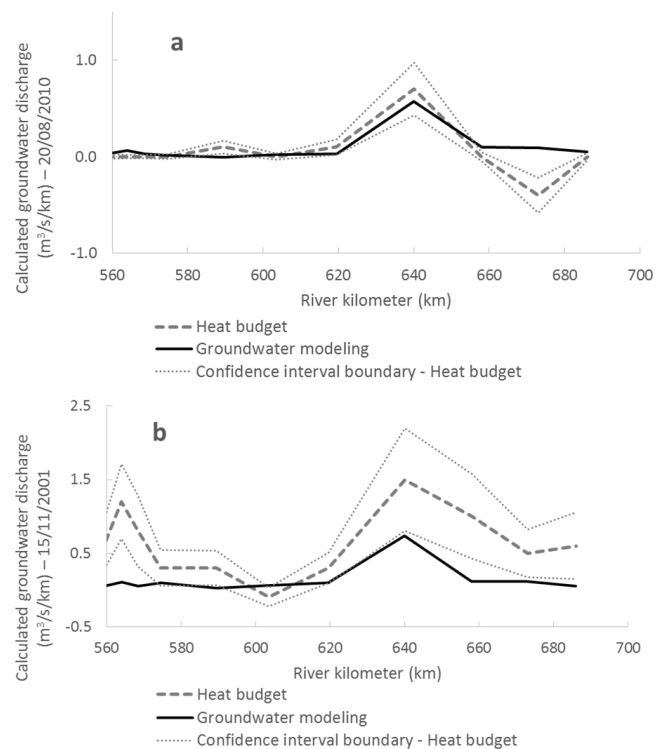 a
Calculated groundwater discharge
(m³/s/km) – 20/08/2010
1.0
0.0
-1.0
560 580 600 620 640 660 680 700
River kilometer (km)
Heat budget
Groundwater modeling
Confidence interval boundary - Heat budget
b
Calculated groundwater discharge
(m³/s/km) – 15/11/2001
2.5
1.5
0.5
-0.5
560 580 600 620 640 660 680 700
River kilometer (km)
Heat budget
Groundwater modeling
Confidence interval boundary - Heat budget